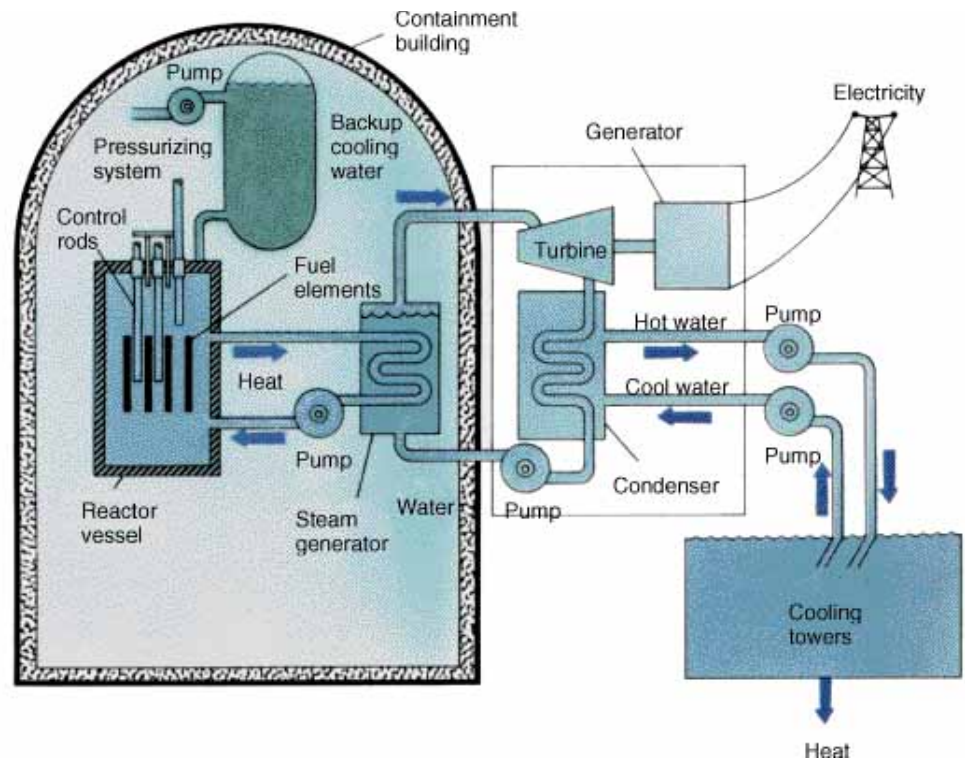 Containment
building
Pump
Pressurizing
system
Backup
cooling
water
Control
rods
Fuel
elements
Heat
Pump
Reactor
vessel
Steam
generator
Water
Electricity
Generator
Turbine
Hot water
Pump
Cool water
Pump
Condenser
Pump
Cooling
towers
Heat